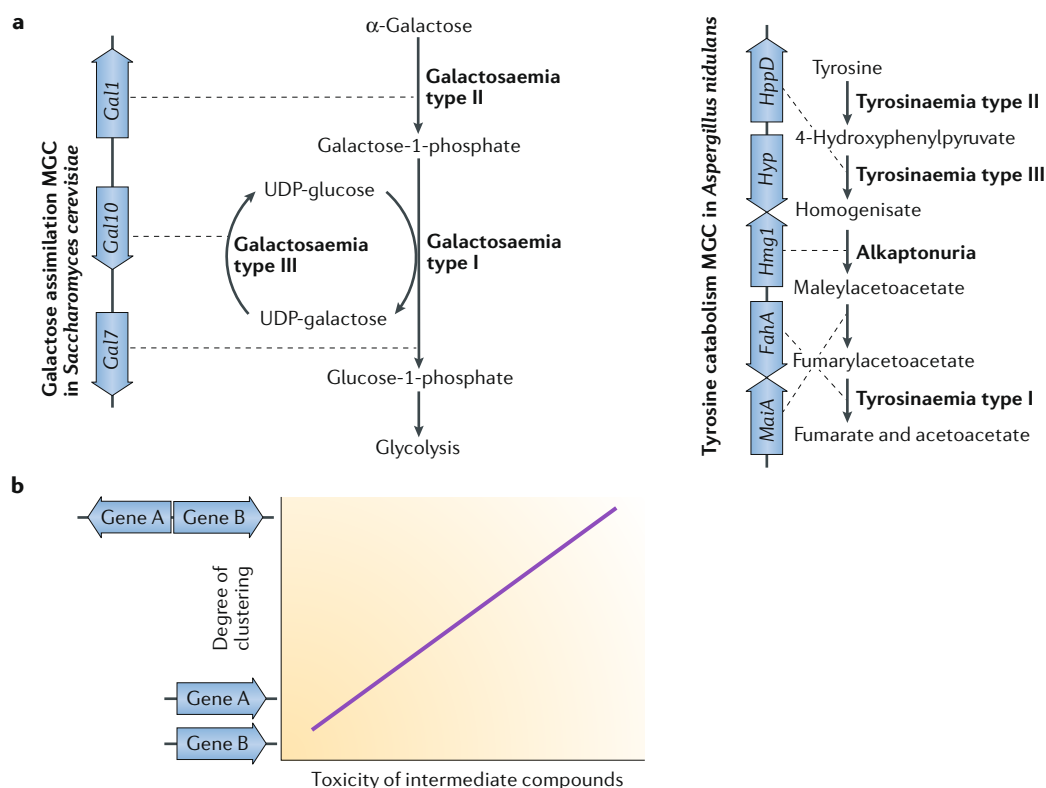 a
Galactose assimilation MGC
in Saccharomyces cerevisiae
Gal1
Gal10
Gal7
α-Galactose
Galactosaemia
type II
Galactose-1-phosphate
UDP-glucose
Galactosaemia
type III
Galactosaemia
type I
UDP-galactose
Glucose-1-phosphate
Glycolysis
Tyrosine catabolism MGC in Aspergillus nidulans
HppD
Hyp
Hmg1
FahA
MaiA
Tyrosine
Tyrosinaemia type II
4-Hydroxyphenylpyruvate
Tyrosinaemia type III
Homogenisate
Alkaptonuria
Maleylacetoacetate
Fumarylacetoacetate
Tyrosinaemia type I
Fumarate and acetoacetate
b
Gene A
Gene B
Degree of
clustering
Gene A
Gene B
Toxicity of intermediate compounds